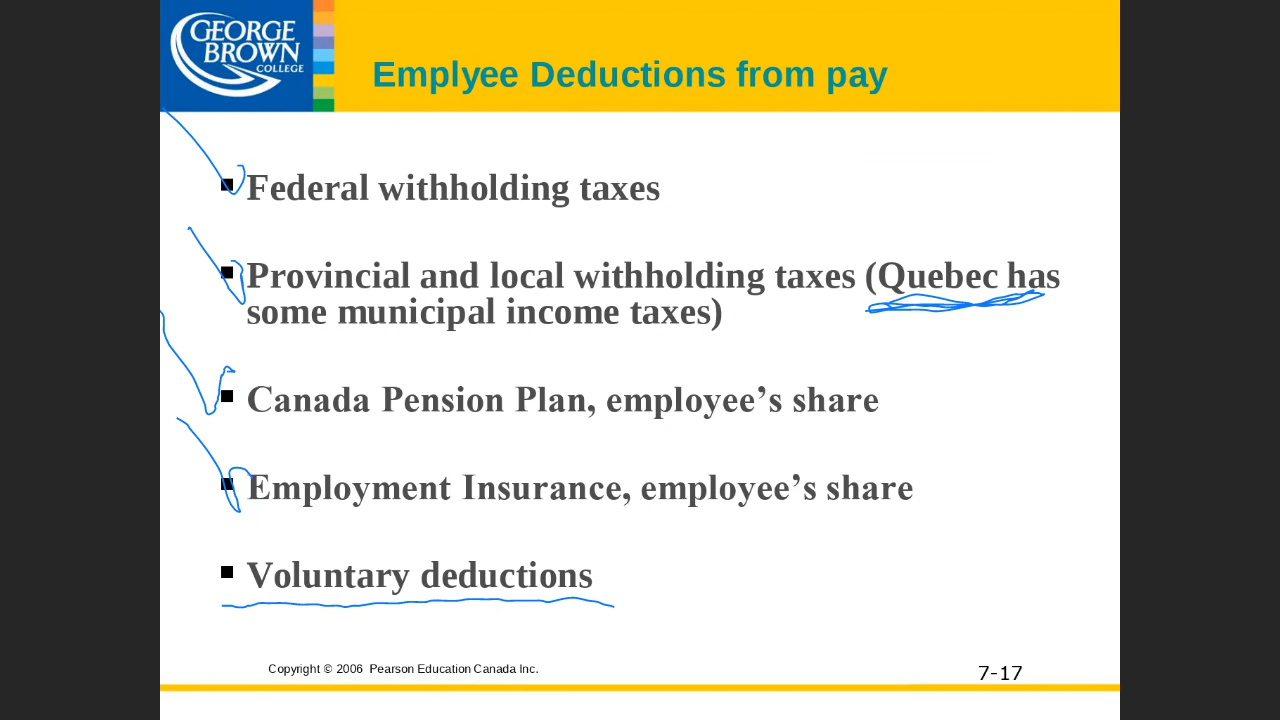 GEORGE
BROWN
COLLEGE
Emplyee Deductions from pay
Federal withholding taxes
Provincial and local withholding taxes (Quebec has
some municipal income taxes)
Canada Pension Plan, employee’s share
Employment Insurance, employee’s share
Voluntary deductions
Copyright © 2006 Pearson Education Canada Inc.
7-17